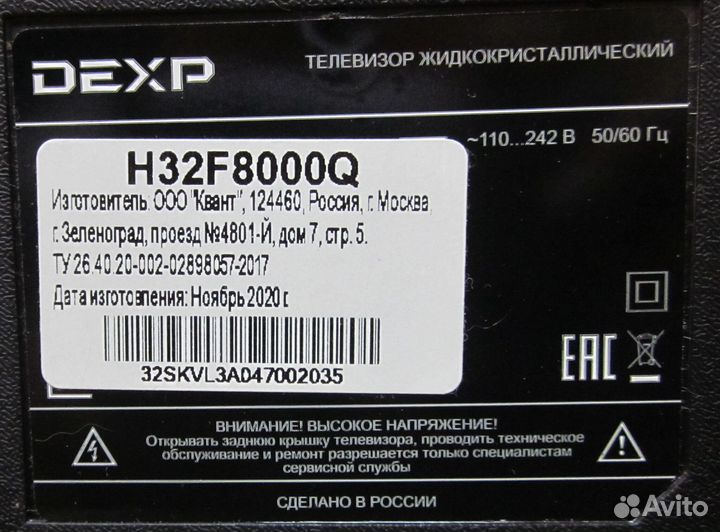 DEXP
ТЕЛЕВИЗОР ЖИДКОКРИСТАЛЛИЧЕСКИЙ
~110...242 В 50/60 Гц
H32F8000Q
Изготовитель: ООО "Квант", 124460, Россия, г. Москва,
г. Зеленоград, проезд №4801-Й, дом 7, стр. 5.
ТУ 26.40.20-002-02898057-2017
Дата изготовления: Ноябрь 2020 г.
32SKVL3A047002035
EAC
ВНИМАНИЕ! ВЫСОКОЕ НАПРЯЖЕНИЕ!
Открывать заднюю крышку телевизора, проводить техническое
обслуживание и ремонт разрешается только специалистам
сервисной службы
СДЕЛАНО В РОССИИ
Avito